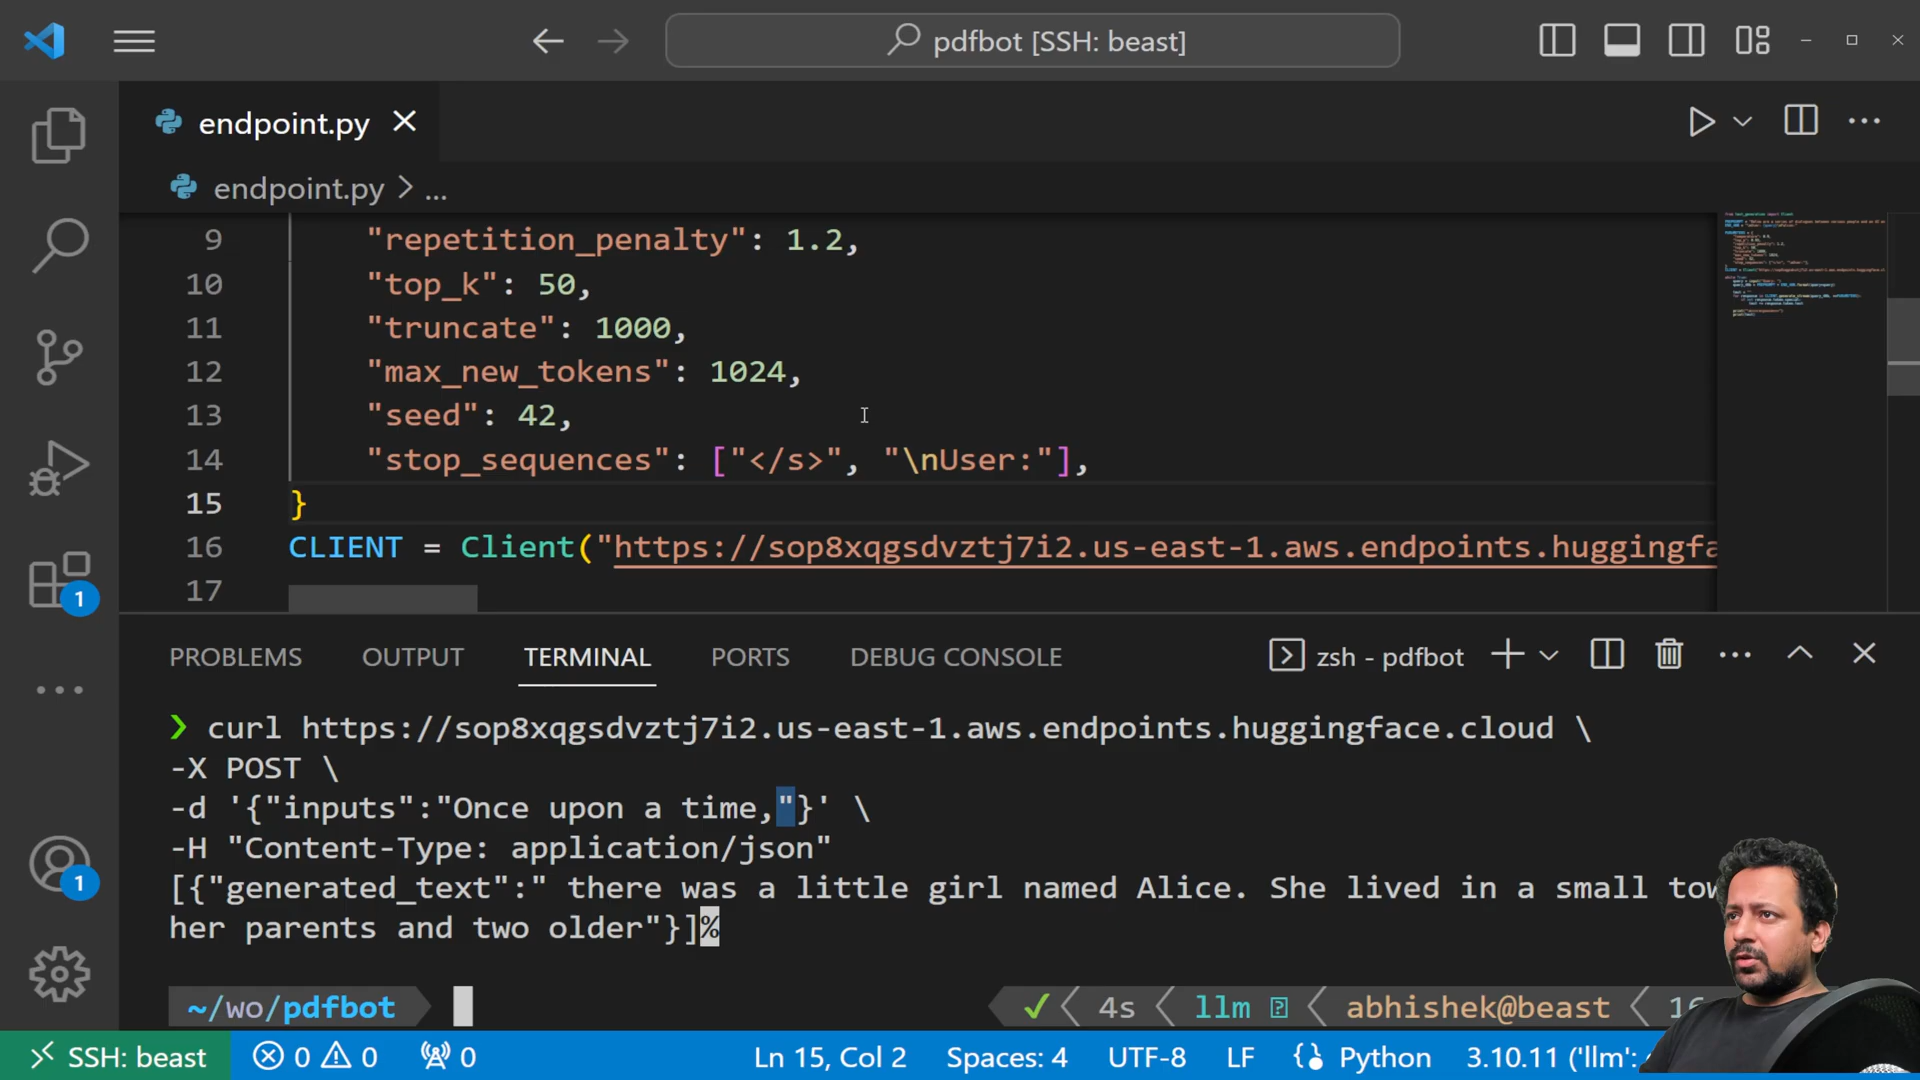 pdfbot [SSH: beast]
endpoint.py
endpoint.py > ...
9 "repetition_penalty": 1.2,
10 "top_k": 50,
11 "truncate": 1000,
12 "max_new_tokens": 1024,
13 "seed": 42,
14 "stop_sequences": ["</s>", "\nUser:"],
15 }
16 CLIENT = Client("https://sop8xqgsdvztj7i2.us-east-1.aws.endpoints.huggingfa
17
1
1
PROBLEMS OUTPUT TERMINAL PORTS DEBUG CONSOLE zsh - pdfbot
❯ curl https://sop8xqgsdvztj7i2.us-east-1.aws.endpoints.huggingface.cloud \
-X POST \
-d '{"inputs":"Once upon a time,"}' \
-H "Content-Type: application/json"
[{"generated_text":" there was a little girl named Alice. She lived in a small
her parents and two older"}]%
~/wo/pdfbot ✓ 4s llm abhishek@beast
SSH: beast 0 0 0 Ln 15, Col 2 Spaces: 4 UTF-8 LF Python 3.10.11 ('llm':